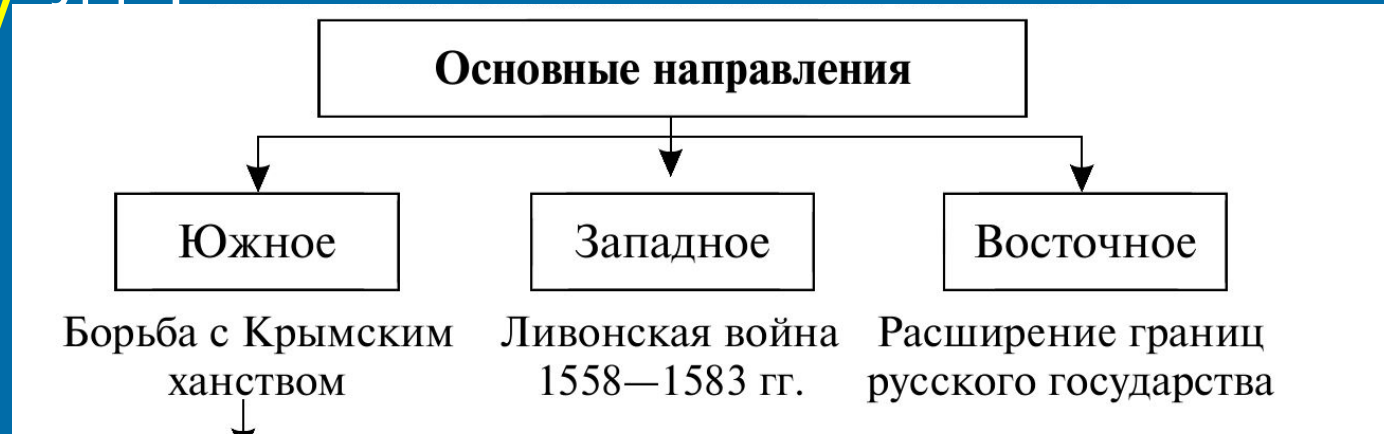 Основные направления
Южное
Западное
Восточное
Борьба с Крымским
ханством
Ливонская война
1558—1583 гг.
Расширение границ
русского государства